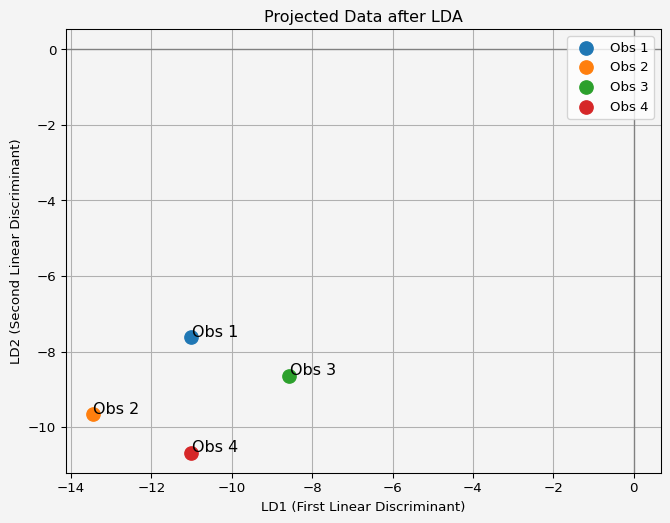 Projected Data after LDA
Obs 1
Obs 2
Obs 3
Obs 4
0
−2
−4
−6
−8
−10
LD2 (Second Linear Discriminant)
Obs 1
Obs 3
Obs 2
Obs 4
−14 −12 −10 −8 −6 −4 −2 0
LD1 (First Linear Discriminant)